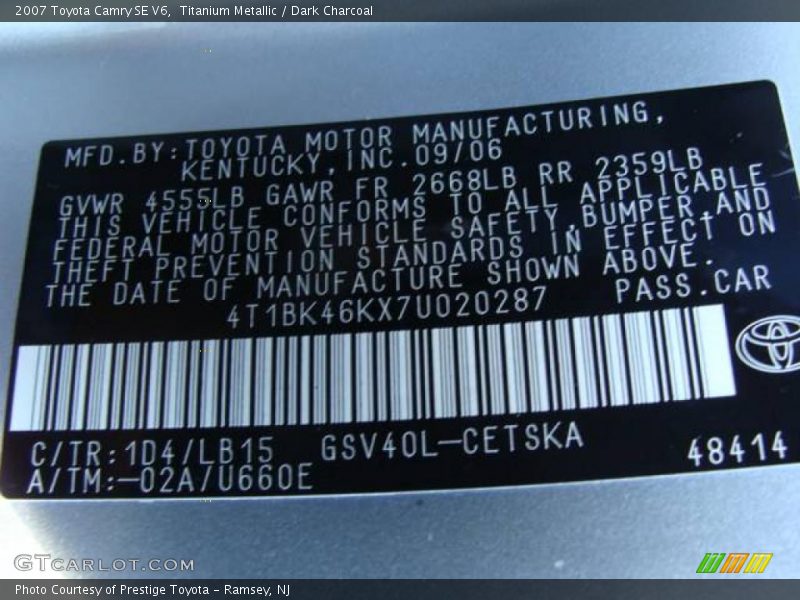 2007 Toyota Camry SE V6,  Titanium Metallic / Dark Charcoal
MFD.BY:TOYOTA MOTOR MANUFACTURING,
KENTUCKY,INC.09/06
GVWR 4555LB GAWR FR 2668LB RR 2359LB
THIS VEHICLE CONFORMS TO ALL APPLICABLE
FEDERAL MOTOR VEHICLE SAFETY,BUMPER,AND
THEFT PREVENTION STANDARDS IN EFFECT ON
THE DATE OF MANUFACTURE SHOWN ABOVE.
4T1BK46KX7U020287 PASS.CAR
C/TR:1D4/LB15 GSV40L-CETSKA 48414
A/TM:-02A/U660E
GTCARLOT.COM
Photo Courtesy of Prestige Toyota - Ramsey, NJ